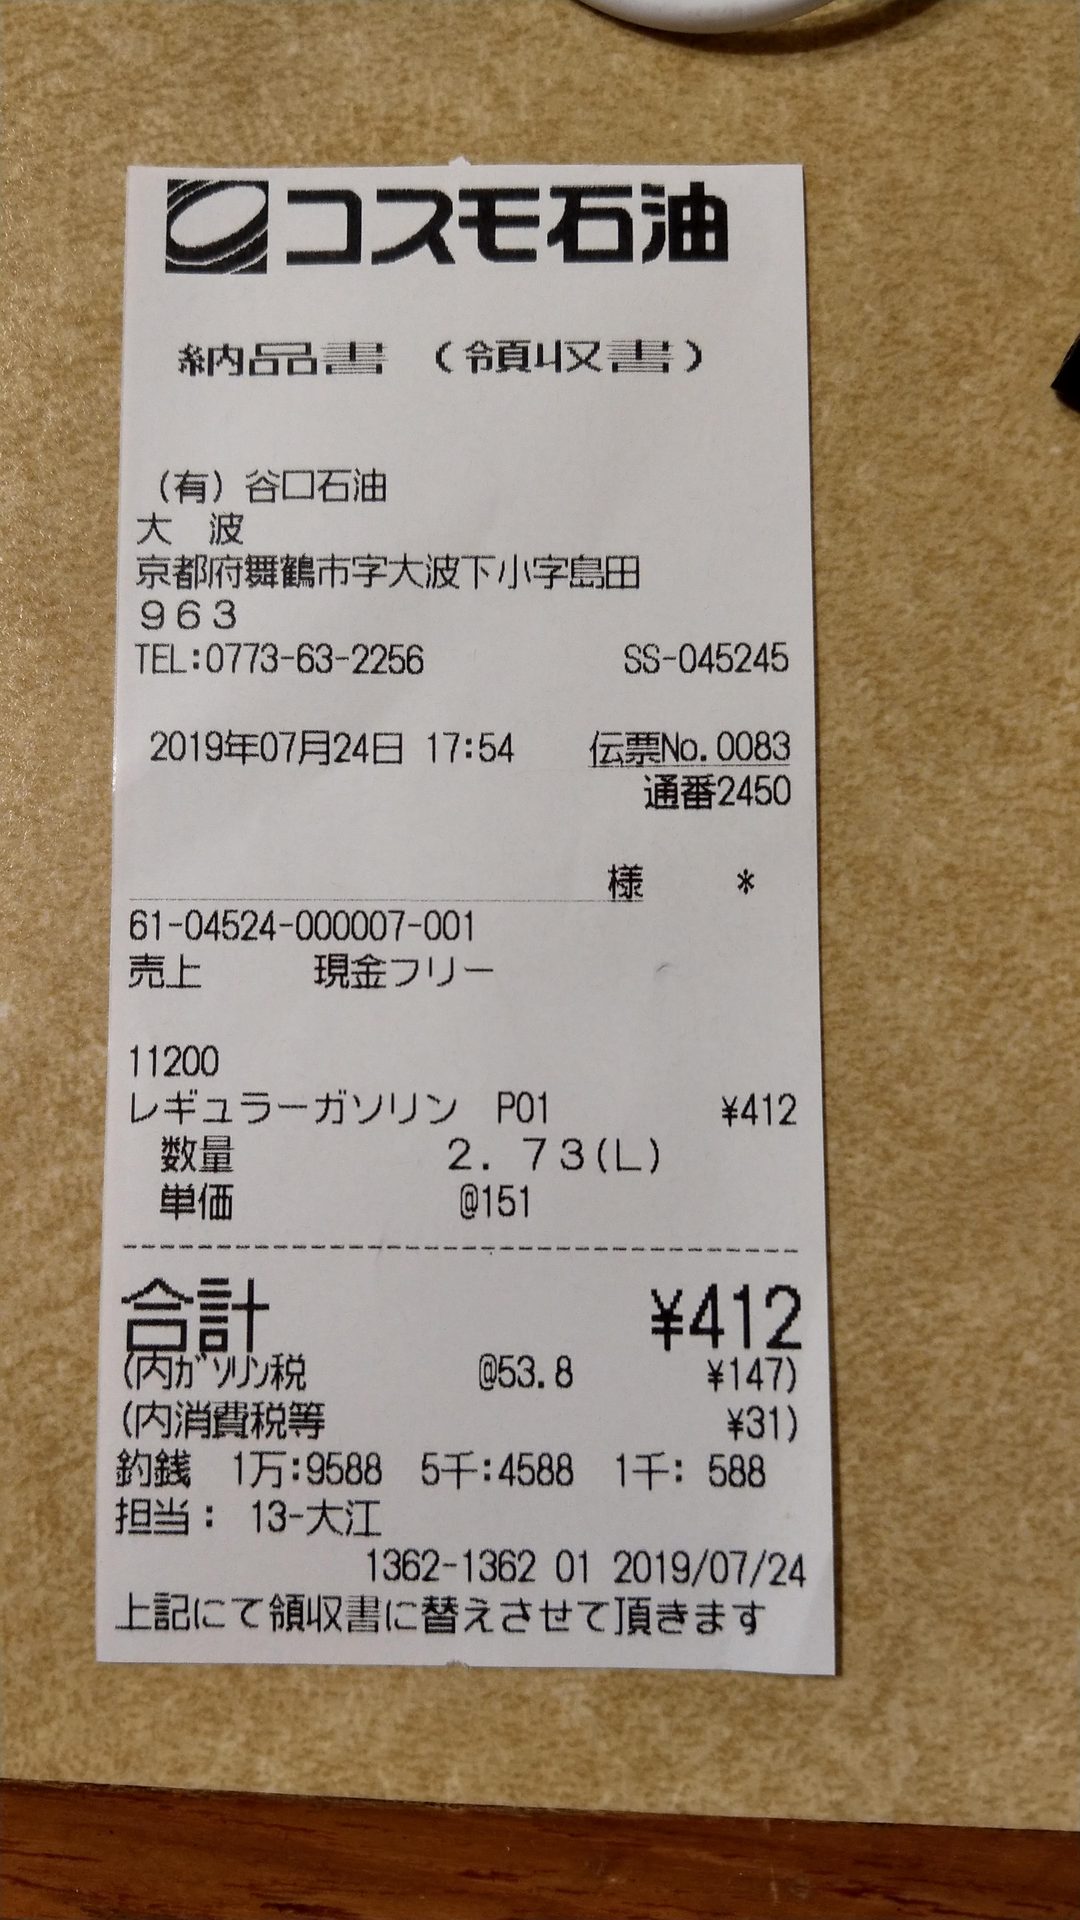 コスモ石油
納品書 （領収書）
（有）谷口石油
大　波
京都府舞鶴市字大波下小字島田
９６３
TEL:0773-63-2256 SS-045245
2019年07月24日 17:54 伝票No.0083
通番2450
様 *
61-04524-000007-001
売上 現金フリー
11200
レギュラーガソリン P01 ¥412
数量 ２．７３(L)
単価 @151
合計 ¥412
(内ｶﾞｿﾘﾝ税 @53.8 ¥147)
(内消費税等 ¥31)
釣銭 1万:9588 5千:4588 1千: 588
担当： 13-大江
1362-1362 01 2019/07/24
上記にて領収書に替えさせて頂きます